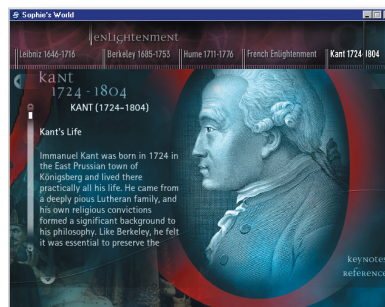 Sophie's World
ENLIGHTENMENT
Leibniz 1646-1716
Berkeley 1685-1753
Hume 1711-1776
French Enlightenment
Kant 1724-1804
KANT
1724 - 1804
KANT (1724–1804)
Kant's Life
Immanuel Kant was born in 1724 in
the East Prussian town of
Königsberg and lived there
practically all his life. He came from
a deeply pious Lutheran family, and
his own religious convictions
formed a significant background to
his philosophy. Like Berkeley, he felt
it was essential to preserve the
KEYNOTES
REFERENCE